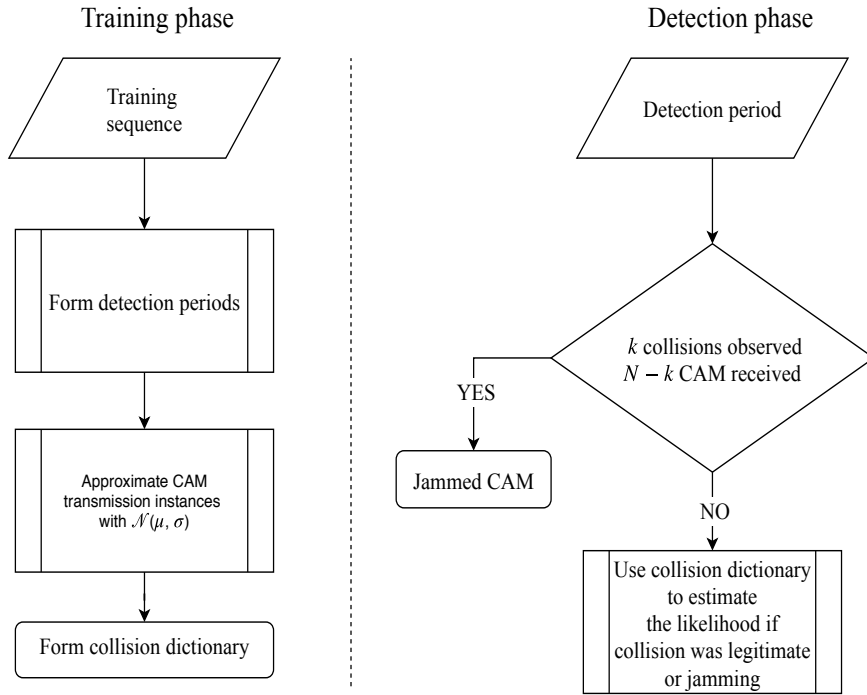 Training phase
Training
sequence
Form detection periods
Approximate CAM
transmission instances
with 𝒩(μ, σ)
Form collision dictionary
Detection phase
Detection period
k collisions observed
N − k CAM received
YES
Jammed CAM
NO
Use collision dictionary
to estimate
the likelihood if
collision was legitimate
or jamming